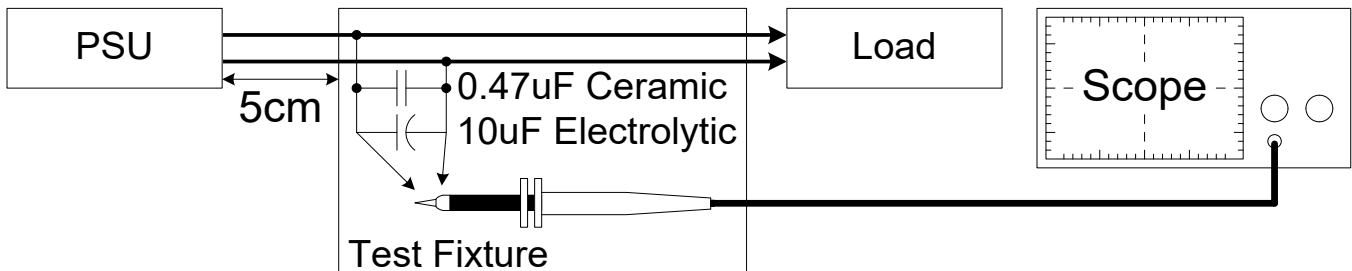 PSU
Load
Scope
5cm
0.47uF Ceramic
10uF Electrolytic
Test Fixture